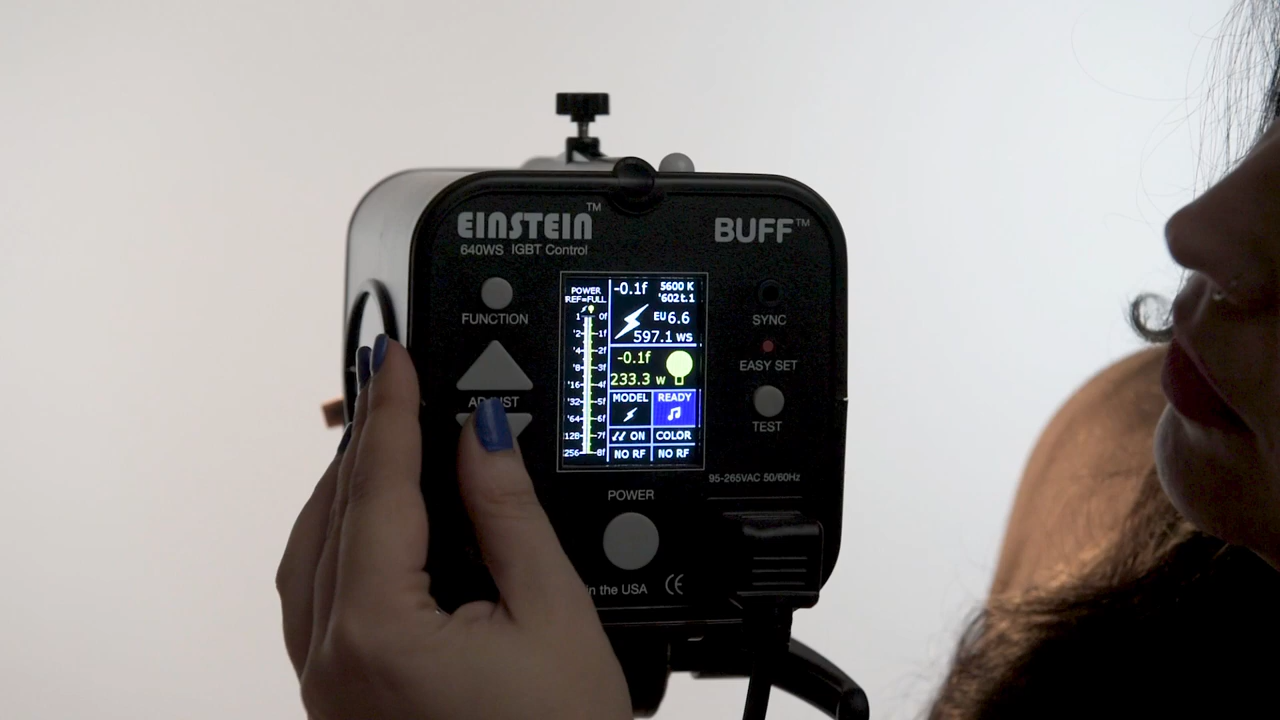 EINSTEIN™
640WS IGBT Control
BUFF™
FUNCTION
POWER
REF=FULL
1 0f
'2 -1f
'4 -2f
'8 -3f
'16 -4f
'32 -5f
'64 -6f
128 -7f
256 -8f
-0.1f
5600 K
'602t.1
EU 6.6
597.1 WS
-0.1f
233.3 W
MODEL READY
ON COLOR
NO RF NO RF
SYNC
EASY SET
TEST
95-265VAC 50/60Hz
POWER
in the USA CE